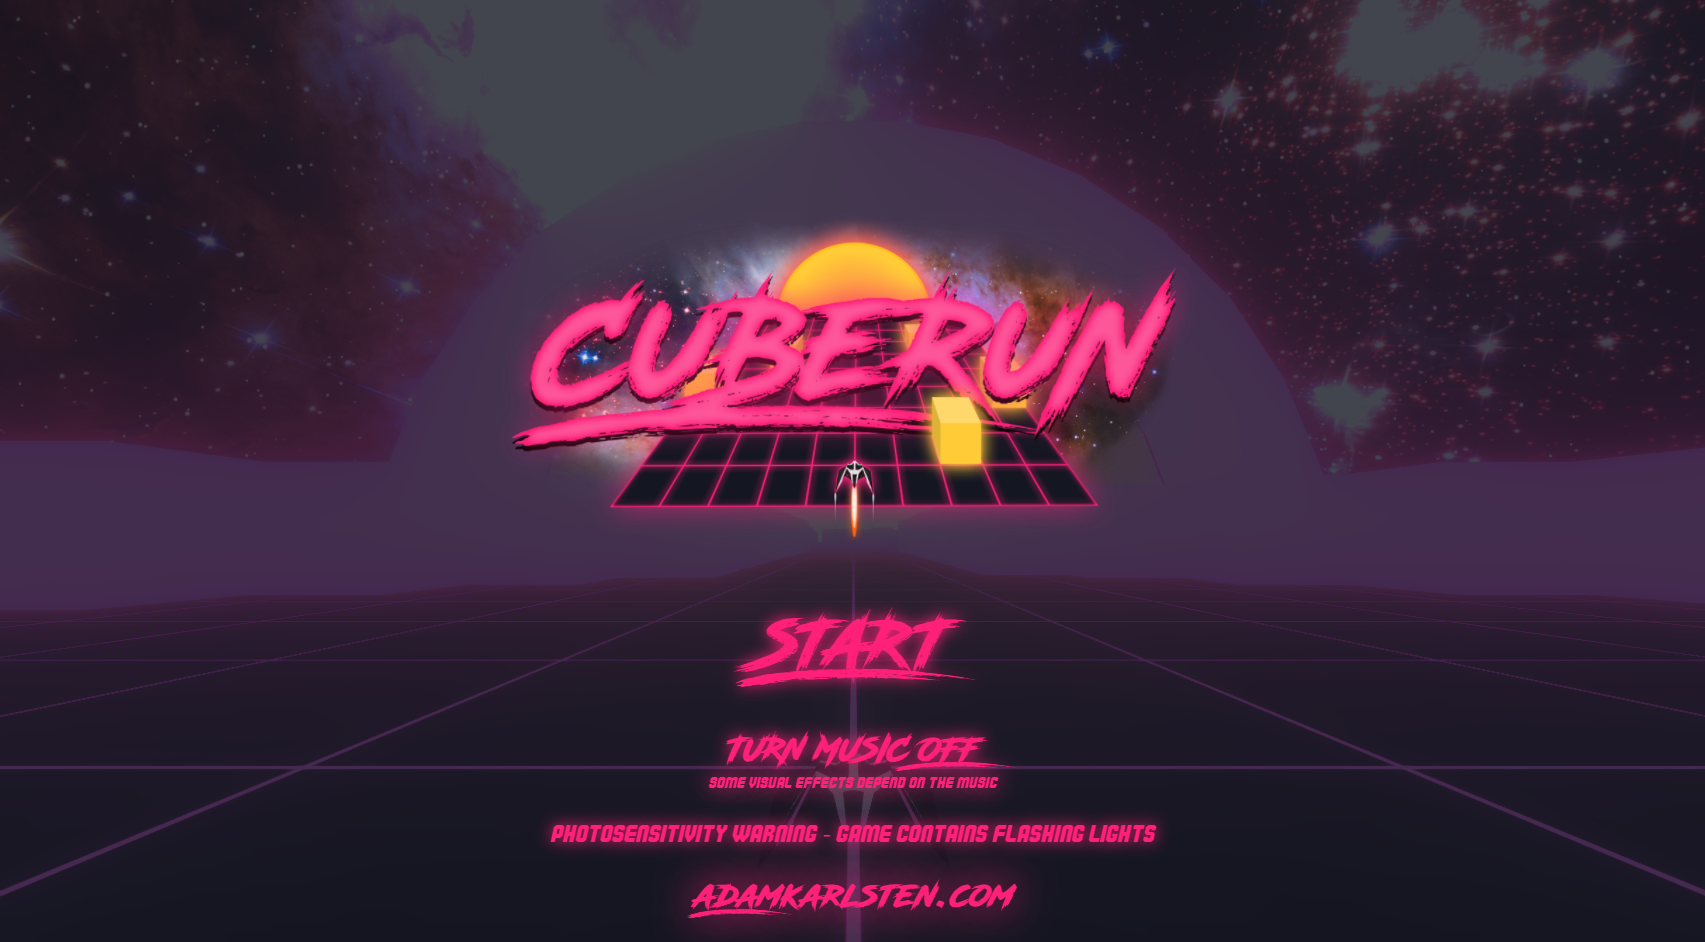 CUBERUN
START
TURN MUSIC OFF
SOME VISUAL EFFECTS DEPEND ON THE MUSIC
PHOTOSENSITIVITY WARNING - GAME CONTAINS FLASHING LIGHTS
ADAMKARLSTEN.COM